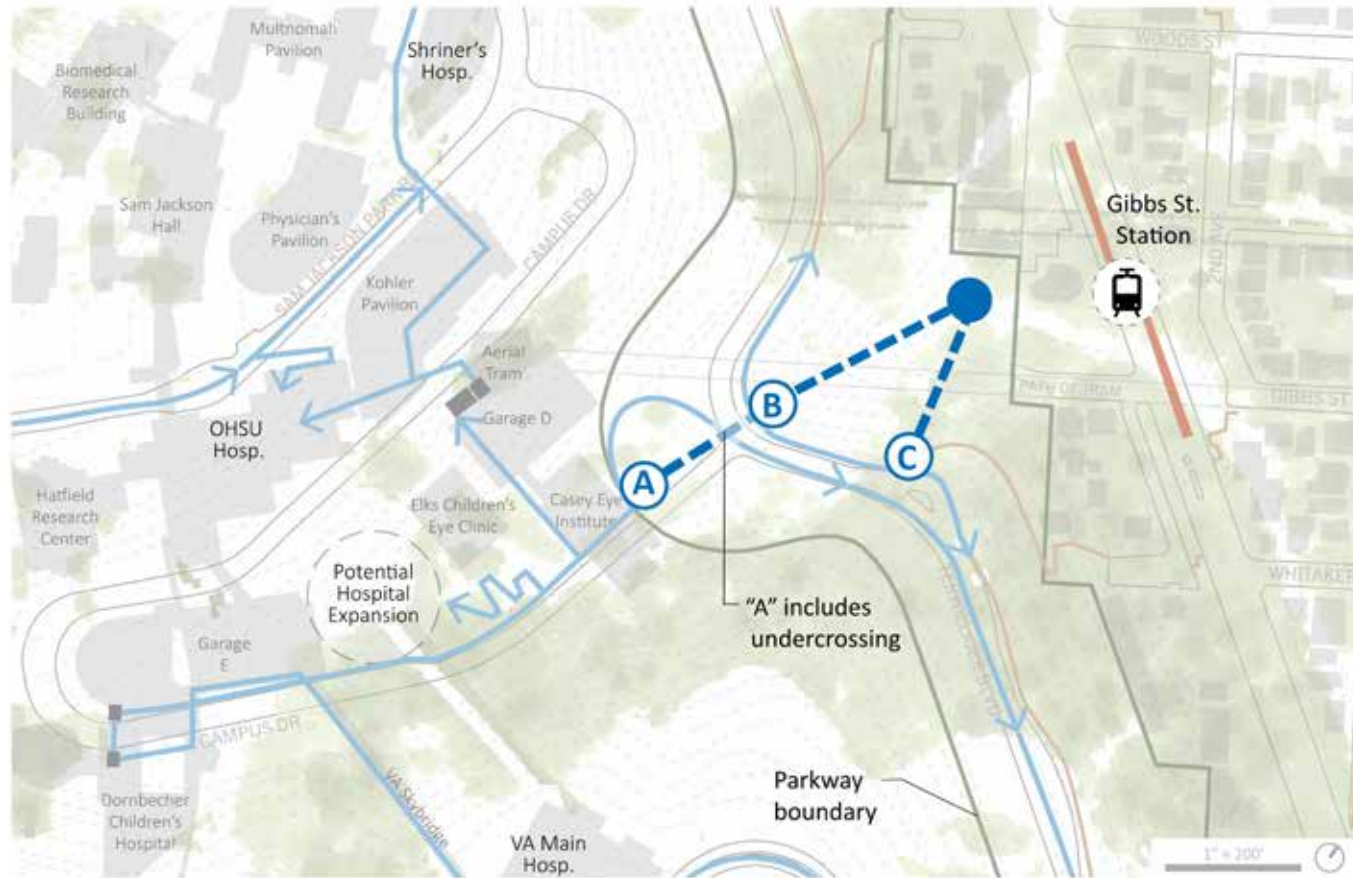 Multnomah
Pavilion
Shriner's
Hosp.
WOODS ST
Biomedical
Research
Building
Sam Jackson
Hall
Physician's
Pavilion
SAM JACKSON PARK
CAMPUS DR
Kohler
Pavilion
Gibbs St.
Station
2ND AVE
Aerial
Tram
PATH OF TRAM
GIBBS ST
B
Garage D
OHSU
Hosp.
C
A
Hatfield
Research
Center
Elks Children's
Eye Clinic
Casey Eye
Institute
Potential
Hospital
Expansion
WHITAKER
"A" includes
undercrossing
Garage
E
CAMPUS DR
Parkway
boundary
VA Skybridge
Dornbecher
Children's
Hospital
VA Main
Hosp.
1" = 200'